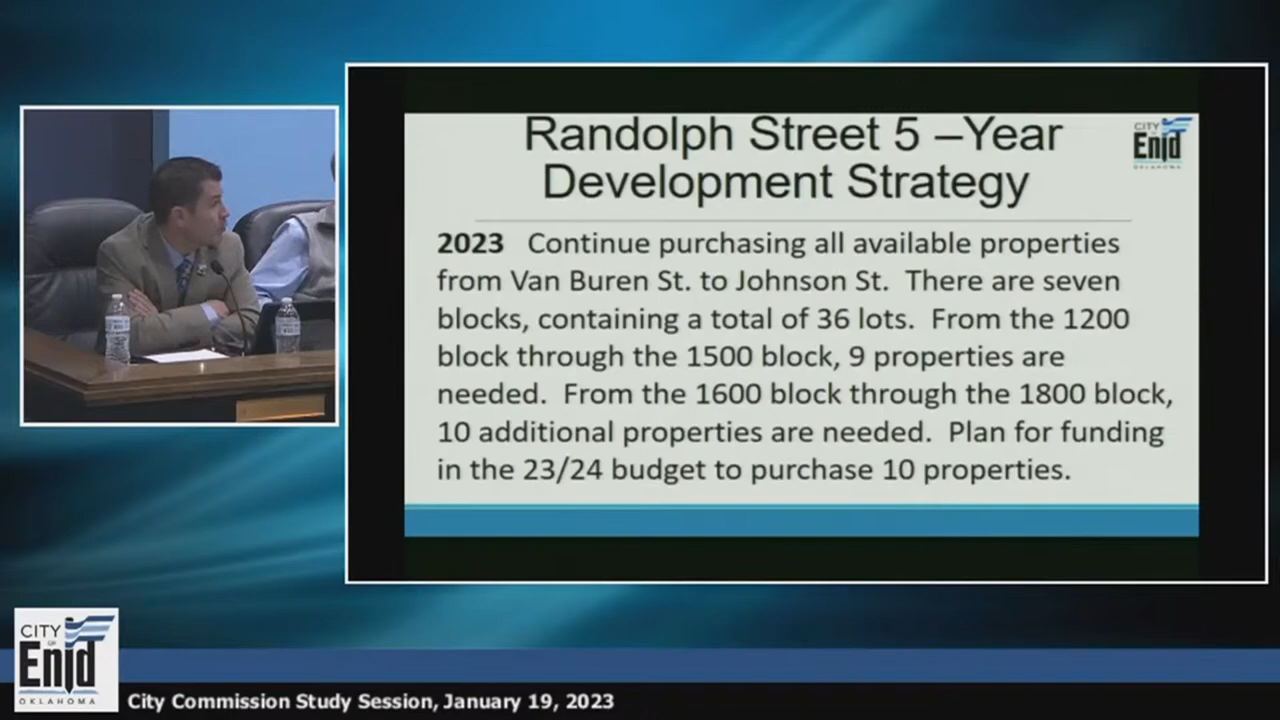 Randolph Street 5 –Year
Development Strategy
CITY
OF
Enid
OKLAHOMA
2023 Continue purchasing all available properties
from Van Buren St. to Johnson St. There are seven
blocks, containing a total of 36 lots. From the 1200
block through the 1500 block, 9 properties are
needed. From the 1600 block through the 1800 block,
10 additional properties are needed. Plan for funding
in the 23/24 budget to purchase 10 properties.
CITY
OF
Enid
OKLAHOMA
City Commission Study Session, January 19, 2023